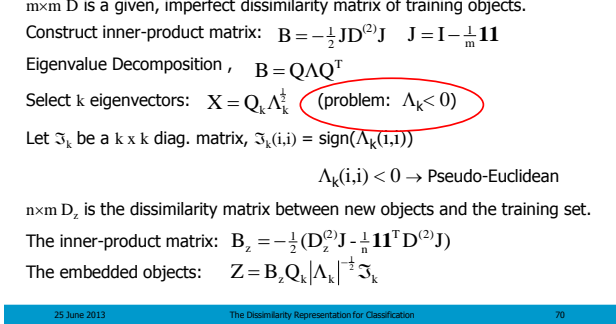 m×m D is a given, imperfect dissimilarity matrix of training objects.
Construct inner-product matrix: B = −½JD⁽²⁾J J = I − 1/m 11
Eigenvalue Decomposition , B = QΛQᵀ
Select k eigenvectors: X = QₖΛₖ^½ (problem: Λₖ< 0)
Let ℑₖ be a k x k diag. matrix, ℑₖ(i,i) = sign(Λₖ(i,i))
Λₖ(i,i) < 0 → Pseudo-Euclidean
n×m D_z is the dissimilarity matrix between new objects and the training set.
The inner-product matrix: B_z = −½(D_z⁽²⁾J - 1/n 11ᵀD⁽²⁾J)
The embedded objects: Z = B_zQₖ|Λₖ|^−½ℑₖ
25 June 2013 The Dissimilarity Representation for Classification 70